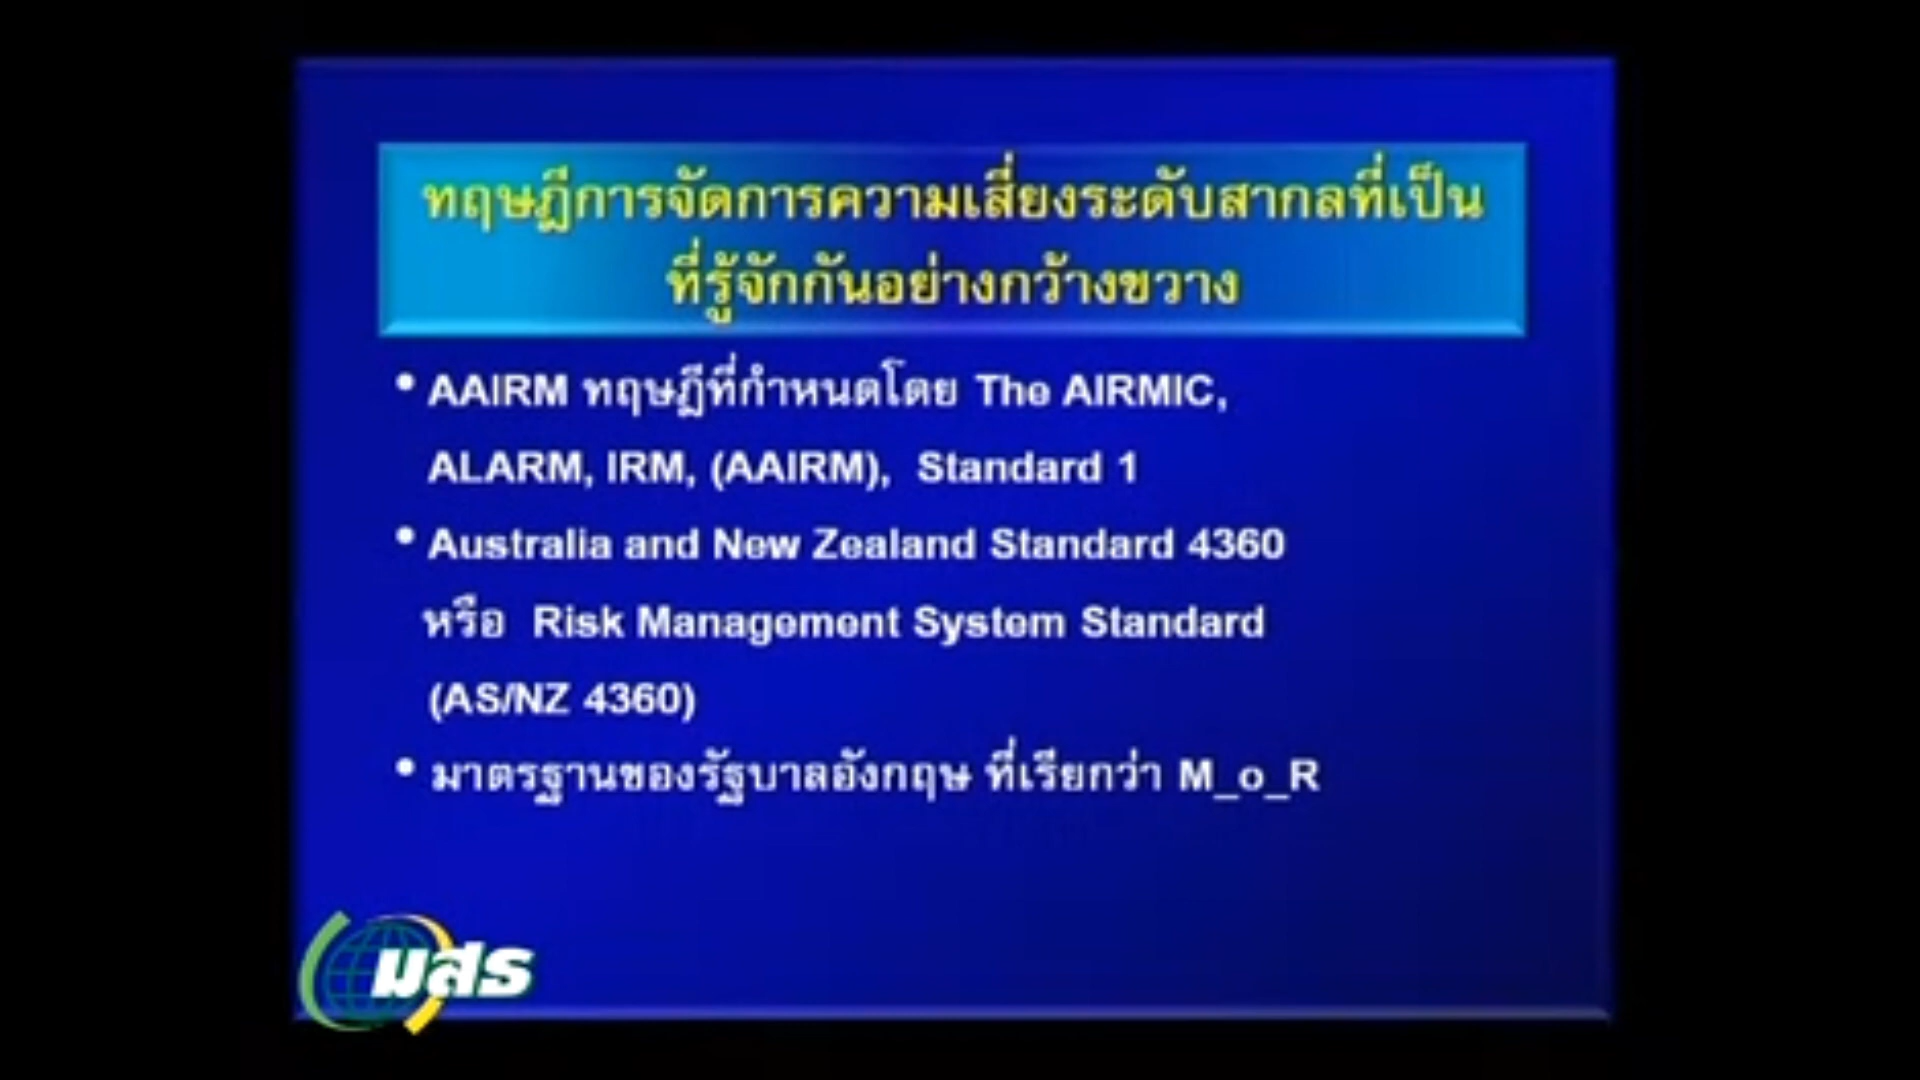 ทฤษฎีการจัดการความเสี่ยงระดับสากลที่เป็น
ที่รู้จักกันอย่างกว้างขวาง
• AAIRM ทฤษฎีที่กำหนดโดย The AIRMIC,
ALARM, IRM, (AAIRM), Standard 1
• Australia and New Zealand Standard 4360
หรือ Risk Management System Standard
(AS/NZ 4360)
• มาตรฐานของรัฐบาลอังกฤษ ที่เรียกว่า M_o_R
มสธ